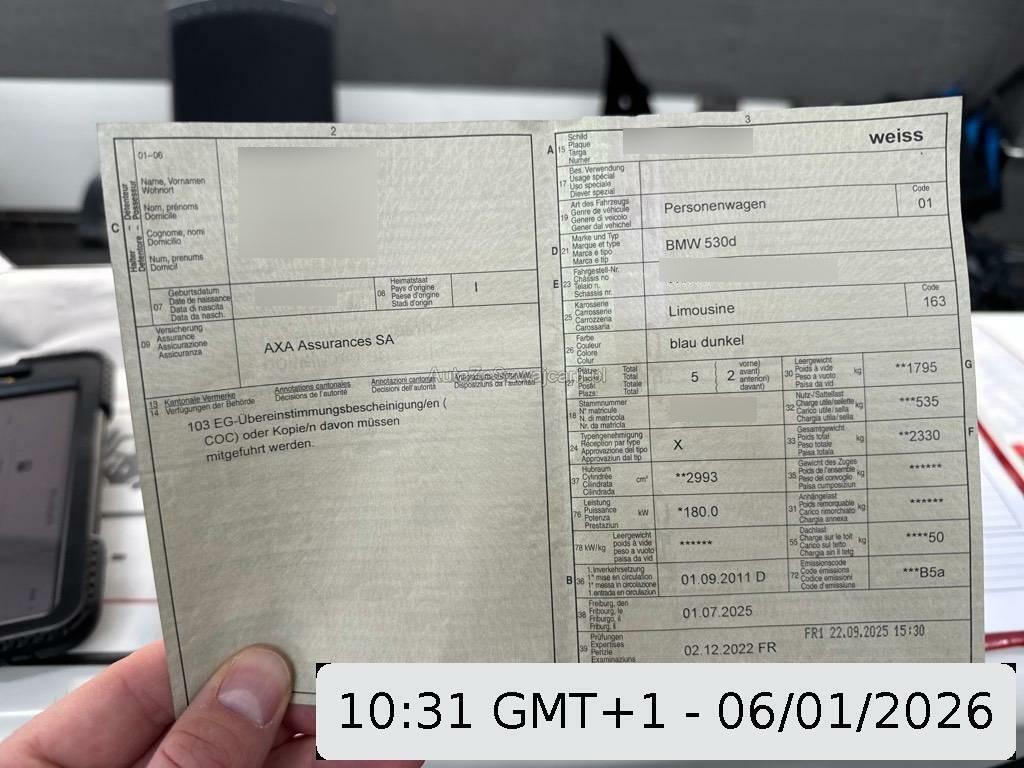 2
01–06
Name, Vornamen
Wohnort
Nom, prénoms
Domicile
Cognome, nomi
Domicilio
Num, prenums
Domicil
C
Halter – Détenteur
Detentore – Possessur
07
Geburtsdatum
Date de naissance
Data di nascita
Data da nasch.
08
Heimatstaat
Pays d'origine
Paese d'origine
Stadi d'origin
I
09
Versicherung
Assurance
Assicurazione
Assicuranza
AXA Assurances SA
13 Kantonale Vermerke
14 Verfügungen der Behörde
Annotations cantonales
Décisions de l'autorité
Annotazioni cantonali
Decisioni dell'autorità
103 EG-Übereinstimmungsbescheinigung/en (
COC) oder Kopie/n davon müssen
mitgeführt werden.
3
A 15
Schild
Plaque
Targa
Numer
weiss
17
Bes. Verwendung
Usage spécial
Uso speciale
Diever spezial
19
Art des Fahrzeugs
Genre de véhicule
Genere di veicolo
Gener dal vehichel
Personenwagen
Code
01
D 21
Marke und Typ
Marque et type
Marca e tipo
Marca e tip
BMW 530d
E 23
Fahrgestell-Nr.
Châssis no
Telaio n.
Schassis nr.
25
Karosserie
Carrosserie
Carrozzeria
Carossaria
Limousine
Code
163
26
Farbe
Couleur
Colore
Colur
blau dunkel
27
Plätze
Places
Posti
Plazs:
Total
Total
Totale
Total
5
2
vorne)
avant)
anteriori)
davant)
30
Leergewicht
Poids à vide
Peso a vuoto
Paisa da vid
kg
**1795
G
18
Stammnummer
N° matricule
N. di matricola
Nr. da matricla
32
Nutz-/Sattellast
Charge utile/sellette
Carico utile/sella
Chargia utila/sella
kg
***535
24
Typengenehmigung
Réception par type
Approvazione del tipo
Approvaziun dal tip
X
33
Gesamtgewicht
Poids total
Peso totale
Paisa totala
kg
**2330
F
37
Hubraum
Cylindrée
Cilindrata
Cilindrada
cm³
**2993
35
Gewicht des Zuges
Poids de l'ensemble
Peso del convoglio
Paisa cumposiziun
kg
******
76
Leistung
Puissance
Potenza
Prestaziun
kW
*180.0
31
Anhängelast
Poids remorquable
Carico rimorchiato
Chargia annexa
kg
******
78 kW/kg
Leergewicht
poids à vide
peso a vuoto
paisa da vid
******
55
Dachlast
Charge sur le toit
Carico sul tetto
Chargia sin il tetg
kg
****50
B 36
1. Inverkehrsetzung
1re mise en circulation
1a messa in circolazione
1. entrada en circulaziun
01.09.2011 D
72
Emissionscode
Code émissions
Codice emissioni
Code d'emissiuns
***B5a
38
Freiburg, den
Fribourg, le
Friburgo, il
Friburg, il
01.07.2025
39
Prüfungen
Expertises
Perizie
Examinaziuns
02.12.2022 FR
FR1 22.09.2025 15:30
10:31 GMT+1 - 06/01/2026